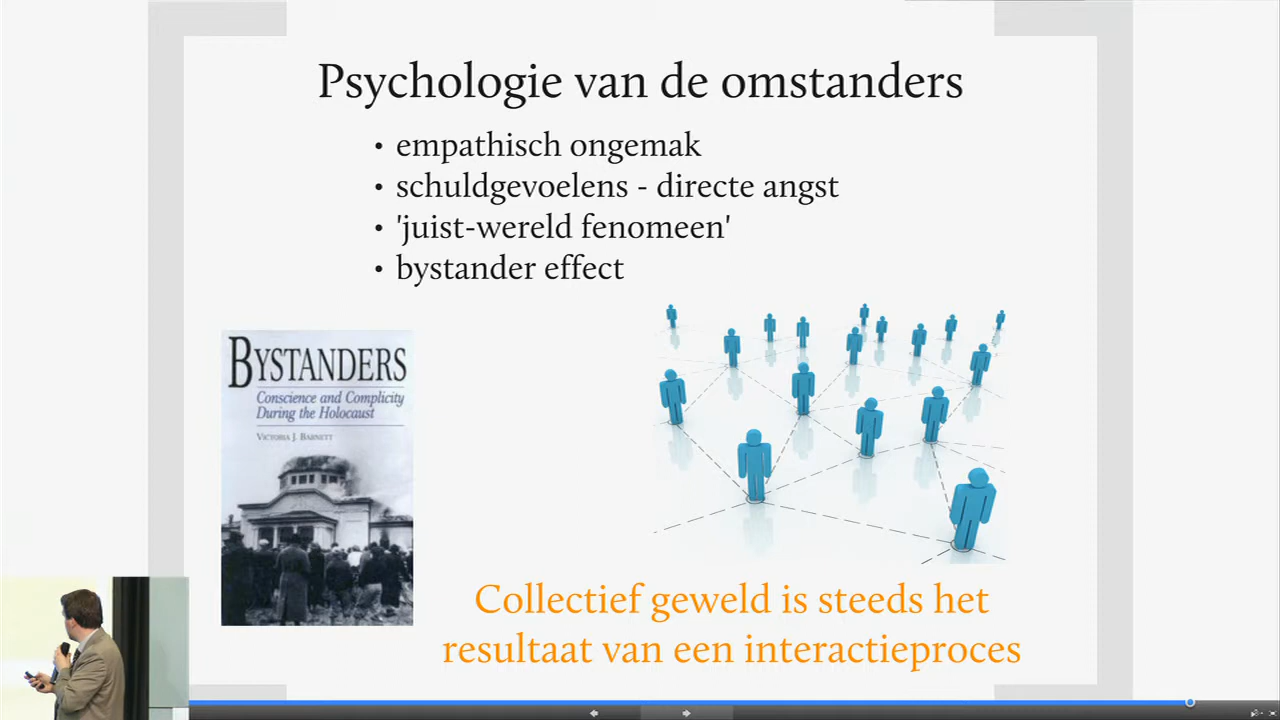 Psychologie van de omstanders
• empathisch ongemak
• schuldgevoelens - directe angst
• 'juist-wereld fenomeen'
• bystander effect
BYSTANDERS
Conscience and Complicity
During the Holocaust
VICTORIA J. BARNETT
Collectief geweld is steeds het
resultaat van een interactieproces